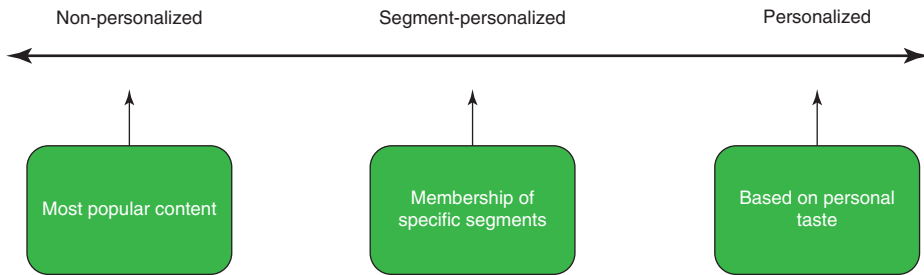 Non-personalized
Segment-personalized
Personalized
Most popular content
Membership of
specific segments
Based on personal
taste